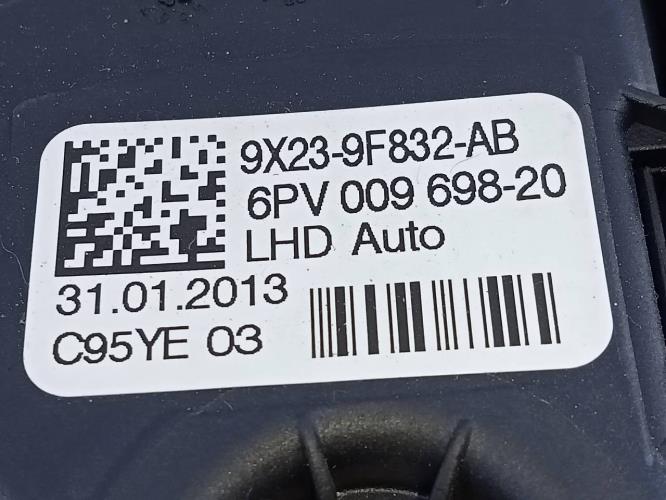 9X23-9F832-AB
6PV 009 698-20
LHD Auto
31.01.2013
C95YE 03